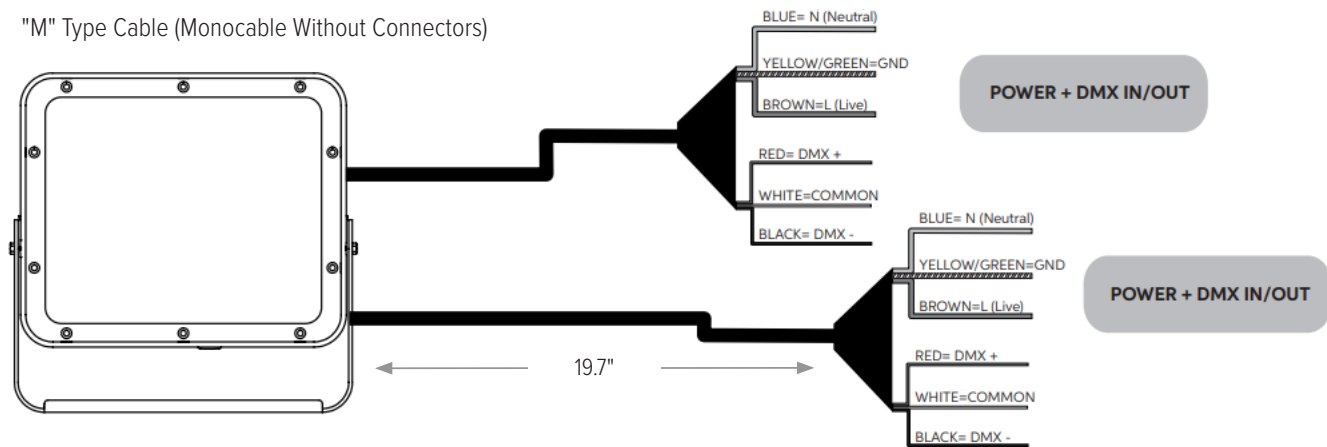 "M" Type Cable (Monocable Without Connectors)
BLUE= N (Neutral)
YELLOW/GREEN=GND
BROWN=L (Live)
RED= DMX +
WHITE=COMMON
BLACK= DMX -
POWER + DMX IN/OUT
BLUE= N (Neutral)
YELLOW/GREEN=GND
BROWN=L (Live)
RED= DMX +
WHITE=COMMON
BLACK= DMX -
POWER + DMX IN/OUT
19.7"